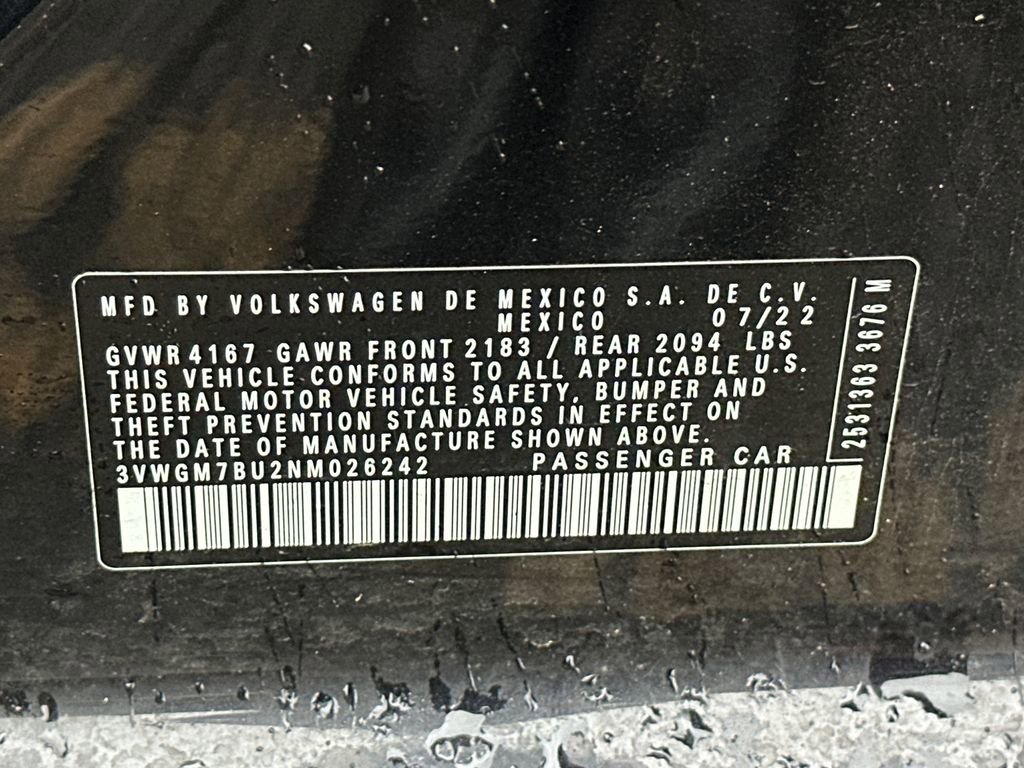 MFD BY VOLKSWAGEN DE MEXICO S.A. DE C.V.
MEXICO 07/22
GVWR 4167 GAWR FRONT 2183 / REAR 2094 LBS
THIS VEHICLE CONFORMS TO ALL APPLICABLE U.S.
FEDERAL MOTOR VEHICLE SAFETY, BUMPER AND
THEFT PREVENTION STANDARDS IN EFFECT ON
THE DATE OF MANUFACTURE SHOWN ABOVE.
3VWGM7BU2NM026242 PASSENGER CAR
2531363 3676 M